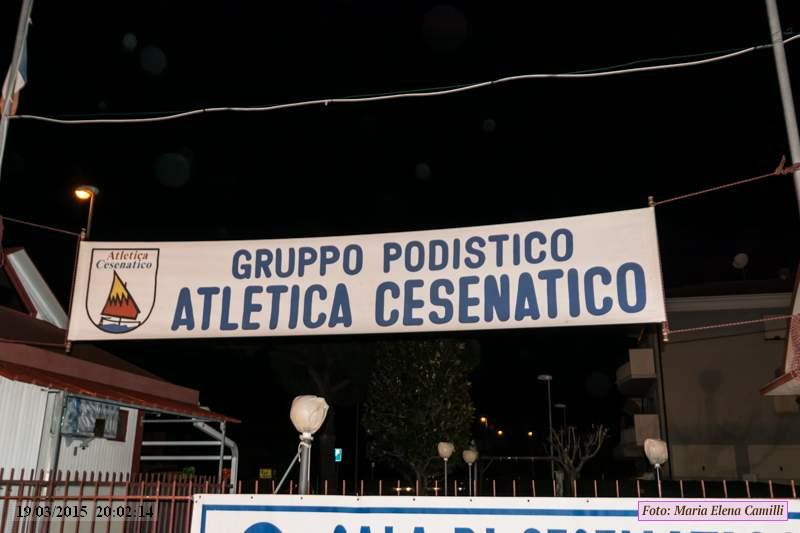 Atletica
Cesenatico
GRUPPO PODISTICO
ATLETICA CESENATICO
19/03/2015 20:02:14
Foto: Maria Elena Camilli